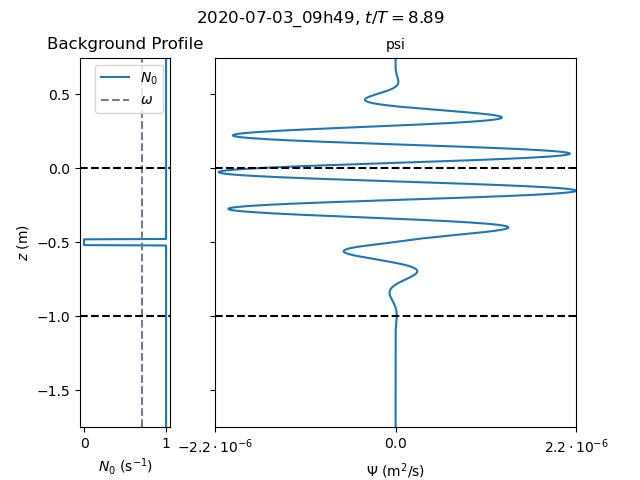 2020-07-03_09h49, t/T = 8.89
Background Profile
psi
N₀
ω
0.5
0.0
−0.5
−1.0
−1.5
z (m)
0
1
N₀ (s⁻¹)
−2.2 · 10⁻⁶
0.0
2.2 · 10⁻⁶
Ψ (m²/s)